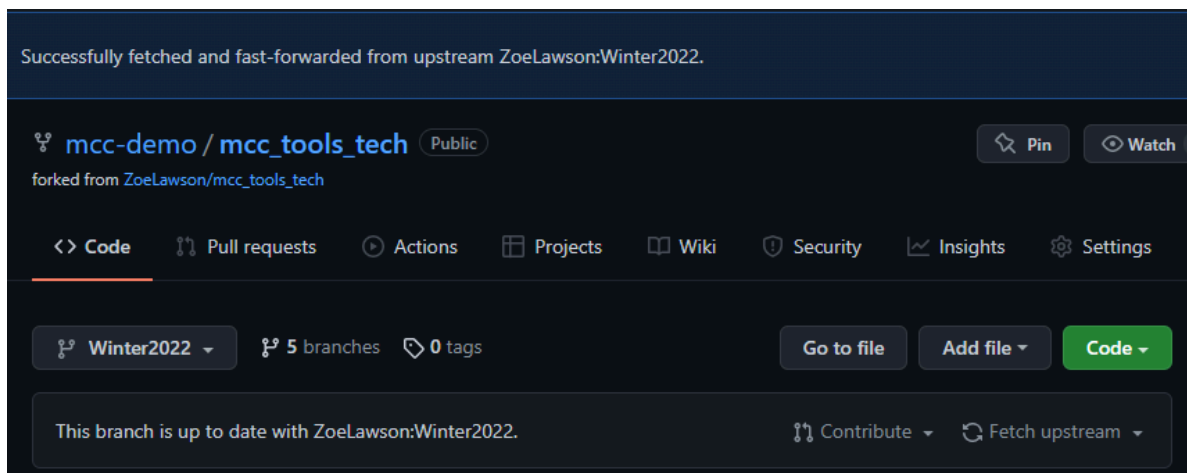 Successfully fetched and fast-forwarded from upstream ZoeLawson:Winter2022.
mcc-demo / mcc_tools_tech Public
Pin Watch
forked from ZoeLawson/mcc_tools_tech
<> Code Pull requests Actions Projects Wiki Security Insights Settings
Winter2022 5 branches 0 tags Go to file Add file Code
This branch is up to date with ZoeLawson:Winter2022. Contribute Fetch upstream